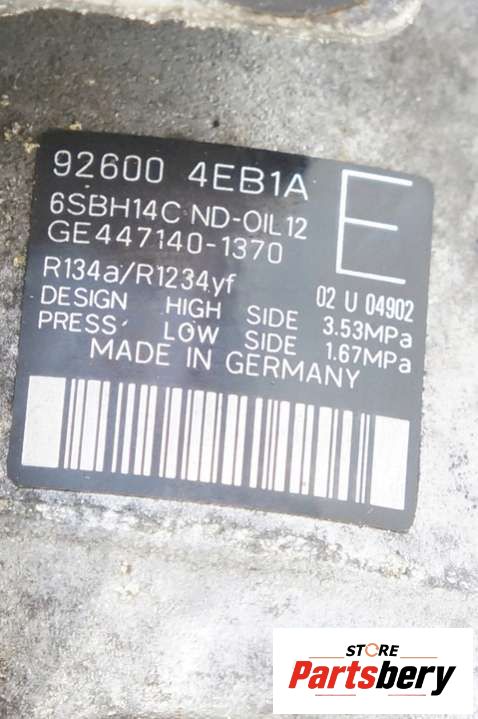 92600 4EB1A
E
6SBH14C ND-OIL12
GE447140-1370
R134a/R1234yf
02 U 04902
DESIGN HIGH SIDE 3.53MPa
PRESS' LOW SIDE 1.67MPa
MADE IN GERMANY
STORE
Partsbery